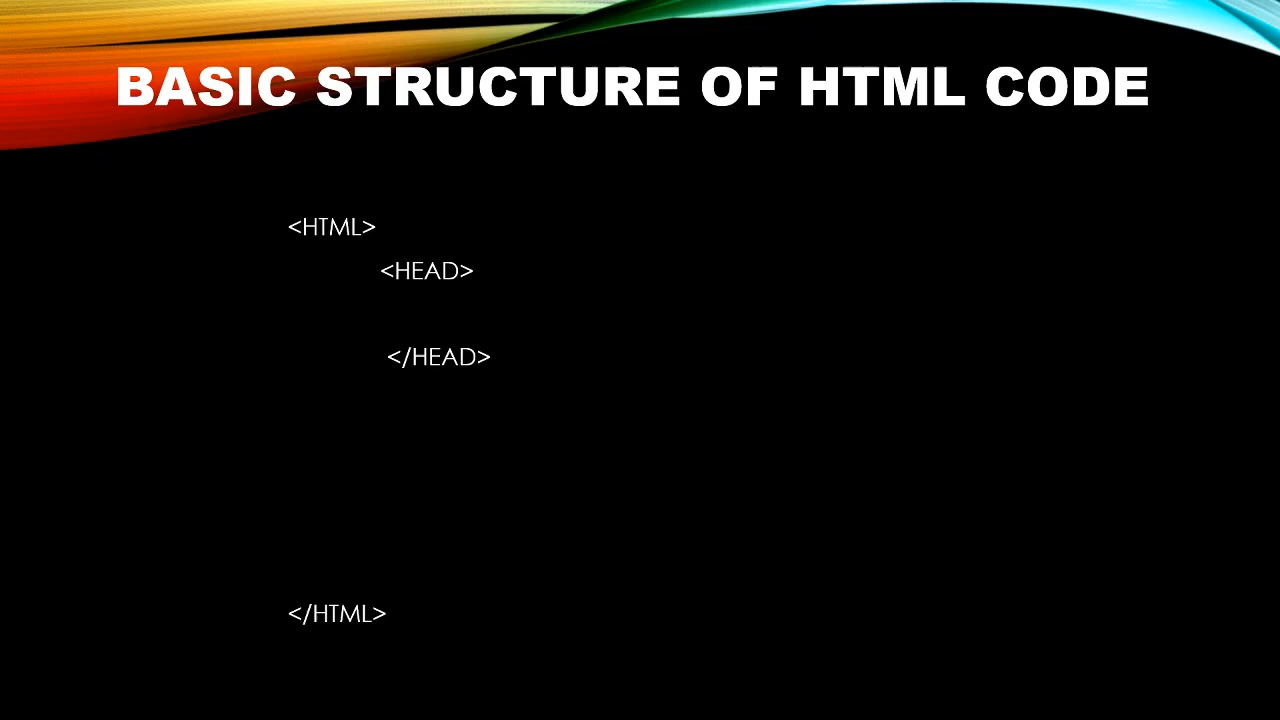 BASIC STRUCTURE OF HTML CODE
<HTML>
<HEAD>
</HEAD>
</HTML>